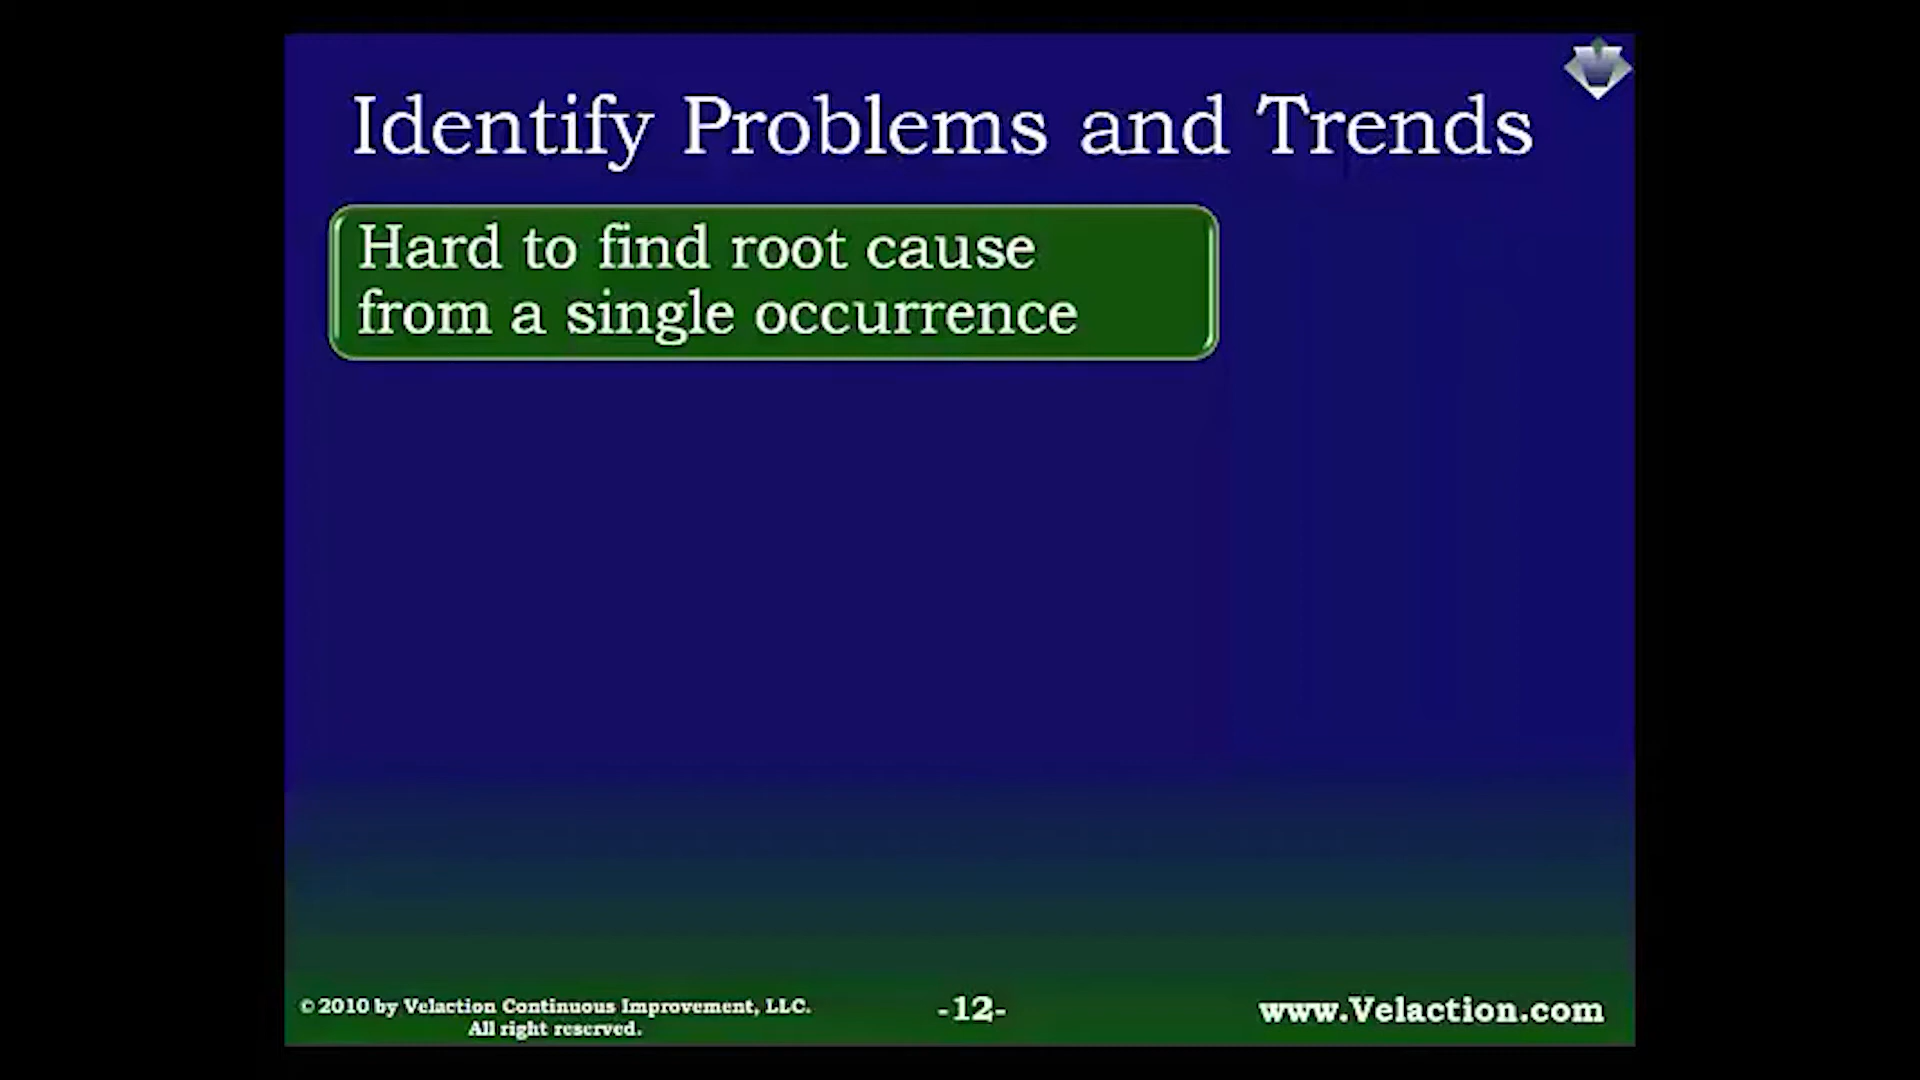 Identify Problems and Trends
Hard to find root cause
from a single occurrence
© 2010 by Velaction Continuous Improvement, LLC.
All right reserved.
-12-
www.Velaction.com